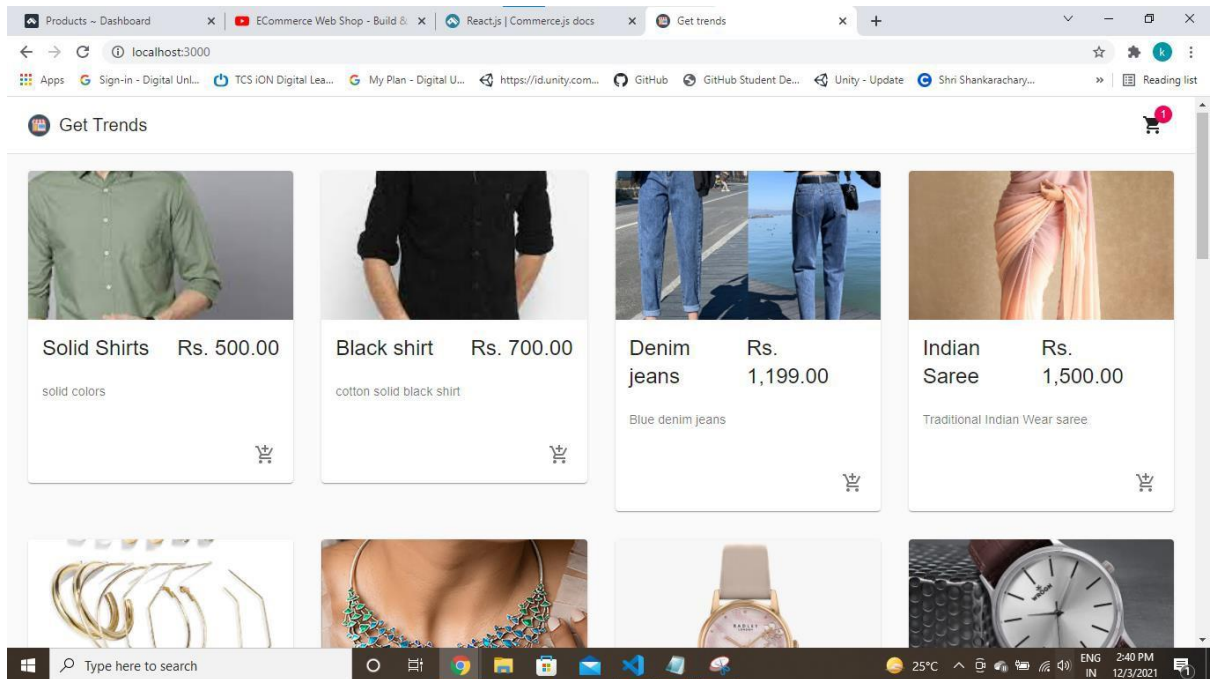 Products ~ Dashboard
ECommerce Web Shop - Build &
React.js | Commerce.js docs
Get trends
localhost:3000
k
Apps
Sign-in - Digital Unl...
TCS iON Digital Lea...
My Plan - Digital U...
https://id.unity.com...
GitHub
GitHub Student De...
Unity - Update
Shri Shankarachary...
»
Reading list
Get Trends
1
Solid Shirts Rs. 500.00
solid colors
Black shirt Rs. 700.00
cotton solid black shirt
Denim Rs.
jeans 1,199.00
Blue denim jeans
Indian Rs.
Saree 1,500.00
Traditional Indian Wear saree
BADLEY
WROGN
Type here to search
25°C
ENG
IN
2:40 PM
12/3/2021
1